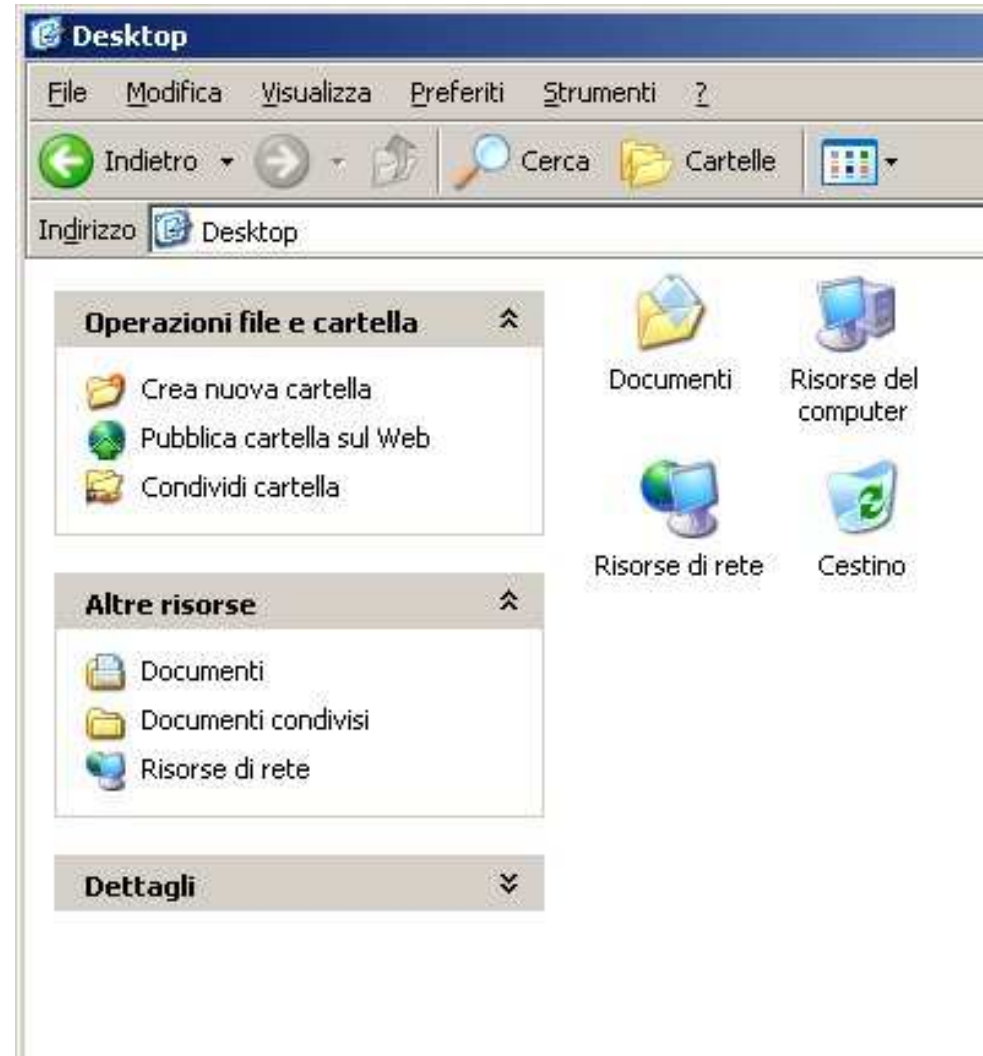 Desktop
File Modifica Visualizza Preferiti Strumenti ?
Indietro Cerca Cartelle
Indirizzo Desktop
Operazioni file e cartella
Crea nuova cartella
Pubblica cartella sul Web
Condividi cartella
Altre risorse
Documenti
Documenti condivisi
Risorse di rete
Dettagli
Documenti
Risorse del
computer
Risorse di rete
Cestino